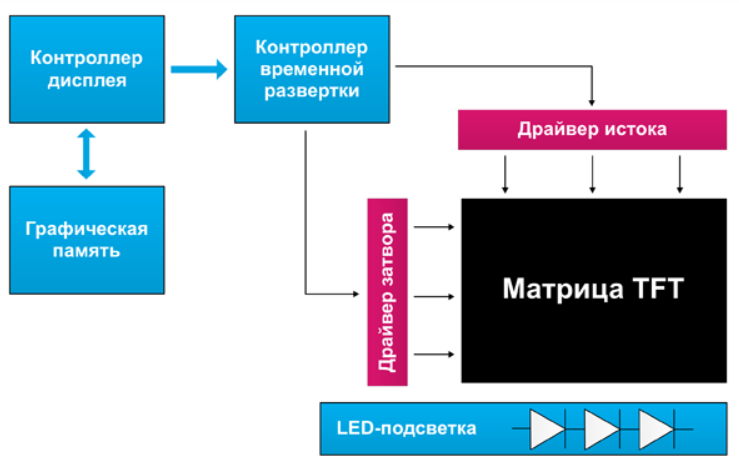 Контроллер
дисплея
Контроллер
временной
развертки
Драйвер истока
Графическая
память
Драйвер затвора
Матрица TFT
LED-подсветка